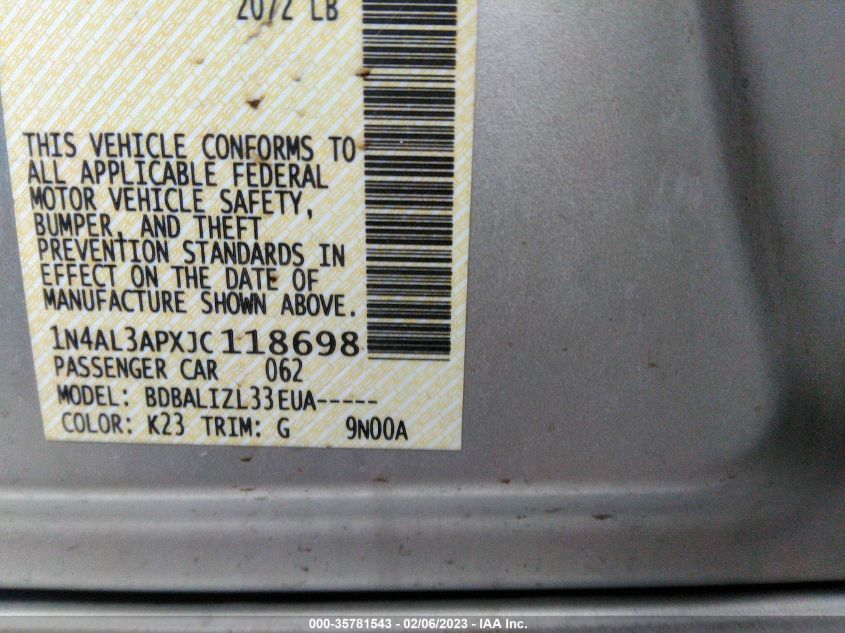 2072 LB
THIS VEHICLE CONFORMS TO
ALL APPLICABLE FEDERAL
MOTOR VEHICLE SAFETY,
BUMPER, AND THEFT
PREVENTION STANDARDS IN
EFFECT ON THE DATE OF
MANUFACTURE SHOWN ABOVE.
1N4AL3APXJC118698
PASSENGER CAR 062
MODEL: BDBALIZL33EUA-----
COLOR: K23 TRIM: G 9N00A
000-35781543 — 02/06/2023 — IAA Inc.